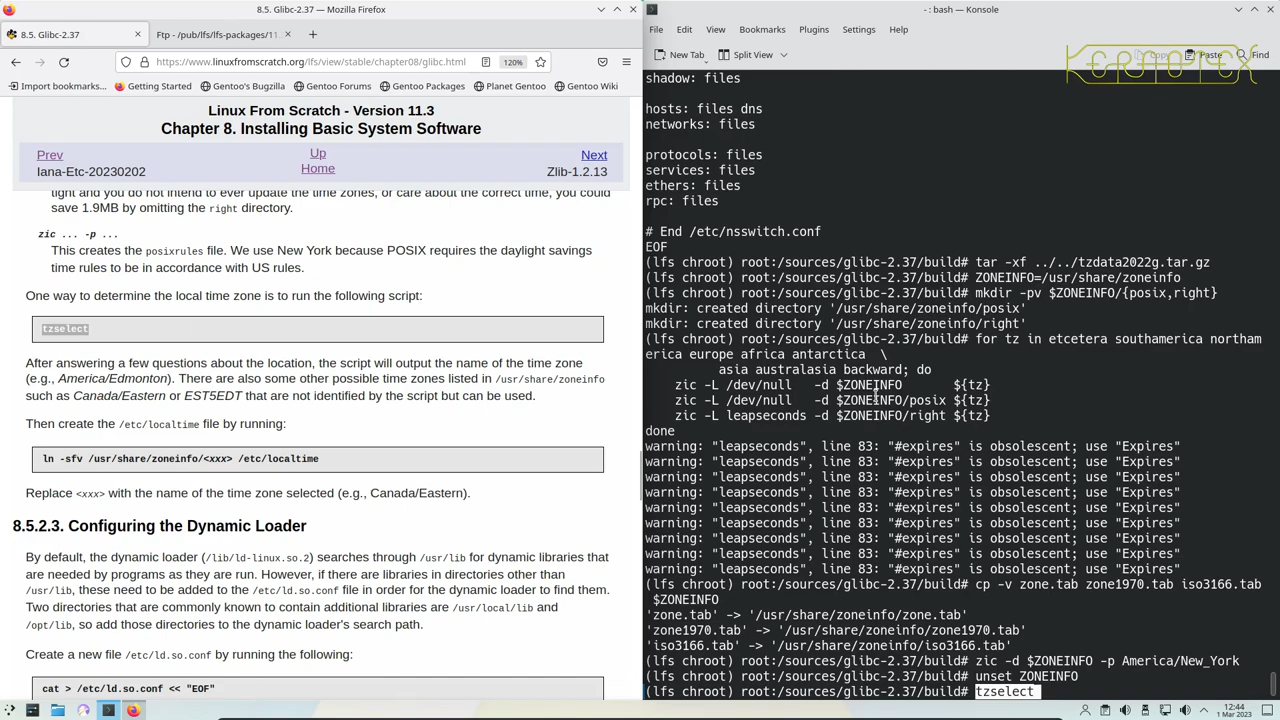 8.5. Glibc-2.37 — Mozilla Firefox
8.5. Glibc-2.37
Ftp - /pub/lfs/lfs-packages/11.
https://www.linuxfromscratch.org/lfs/view/stable/chapter08/glibc.html
120%
Import bookmarks...
Getting Started
Gentoo's Bugzilla
Gentoo Forums
Gentoo Packages
Planet Gentoo
Gentoo Wiki
Linux From Scratch - Version 11.3
Chapter 8. Installing Basic System Software
Prev
Up
Next
Iana-Etc-20230202
Home
Zlib-1.2.13
tight and you do not intend to ever update the time zones, or care about the correct time, you could
save 1.9MB by omitting the right directory.
zic ... -p ...
This creates the posixrules file. We use New York because POSIX requires the daylight savings
time rules to be in accordance with US rules.
One way to determine the local time zone is to run the following script:
tzselect
After answering a few questions about the location, the script will output the name of the time zone
(e.g., America/Edmonton). There are also some other possible time zones listed in /usr/share/zoneinfo
such as Canada/Eastern or EST5EDT that are not identified by the script but can be used.
Then create the /etc/localtime file by running:
ln -sfv /usr/share/zoneinfo/<xxx> /etc/localtime
Replace <xxx> with the name of the time zone selected (e.g., Canada/Eastern).
8.5.2.3. Configuring the Dynamic Loader
By default, the dynamic loader (/lib/ld-linux.so.2) searches through /usr/lib for dynamic libraries that
are needed by programs as they are run. However, if there are libraries in directories other than
/usr/lib, these need to be added to the /etc/ld.so.conf file in order for the dynamic loader to find them.
Two directories that are commonly known to contain additional libraries are /usr/local/lib and
/opt/lib, so add those directories to the dynamic loader's search path.
Create a new file /etc/ld.so.conf by running the following:
cat > /etc/ld.so.conf << "EOF"
- : bash — Konsole
File Edit View Bookmarks Plugins Settings Help
New Tab
Split View
Copy
Paste
Find
KERNOTEX
shadow: files
hosts: files dns
networks: files
protocols: files
services: files
ethers: files
rpc: files
# End /etc/nsswitch.conf
EOF
(lfs chroot) root:/sources/glibc-2.37/build# tar -xf ../../tzdata2022g.tar.gz
(lfs chroot) root:/sources/glibc-2.37/build# ZONEINFO=/usr/share/zoneinfo
(lfs chroot) root:/sources/glibc-2.37/build# mkdir -pv $ZONEINFO/{posix,right}
mkdir: created directory '/usr/share/zoneinfo/posix'
mkdir: created directory '/usr/share/zoneinfo/right'
(lfs chroot) root:/sources/glibc-2.37/build# for tz in etcetera southamerica northam
erica europe africa antarctica  \
asia australasia backward; do
zic -L /dev/null   -d $ZONEINFO       ${tz}
zic -L /dev/null   -d $ZONEINFO/posix ${tz}
zic -L leapseconds -d $ZONEINFO/right ${tz}
done
warning: "leapseconds", line 83: "#expires" is obsolescent; use "Expires"
warning: "leapseconds", line 83: "#expires" is obsolescent; use "Expires"
warning: "leapseconds", line 83: "#expires" is obsolescent; use "Expires"
warning: "leapseconds", line 83: "#expires" is obsolescent; use "Expires"
warning: "leapseconds", line 83: "#expires" is obsolescent; use "Expires"
warning: "leapseconds", line 83: "#expires" is obsolescent; use "Expires"
warning: "leapseconds", line 83: "#expires" is obsolescent; use "Expires"
warning: "leapseconds", line 83: "#expires" is obsolescent; use "Expires"
warning: "leapseconds", line 83: "#expires" is obsolescent; use "Expires"
(lfs chroot) root:/sources/glibc-2.37/build# cp -v zone.tab zone1970.tab iso3166.tab
$ZONEINFO
'zone.tab' -> '/usr/share/zoneinfo/zone.tab'
'zone1970.tab' -> '/usr/share/zoneinfo/zone1970.tab'
'iso3166.tab' -> '/usr/share/zoneinfo/iso3166.tab'
(lfs chroot) root:/sources/glibc-2.37/build# zic -d $ZONEINFO -p America/New_York
(lfs chroot) root:/sources/glibc-2.37/build# unset ZONEINFO
(lfs chroot) root:/sources/glibc-2.37/build# tzselect
12:44
1 Mar 2023